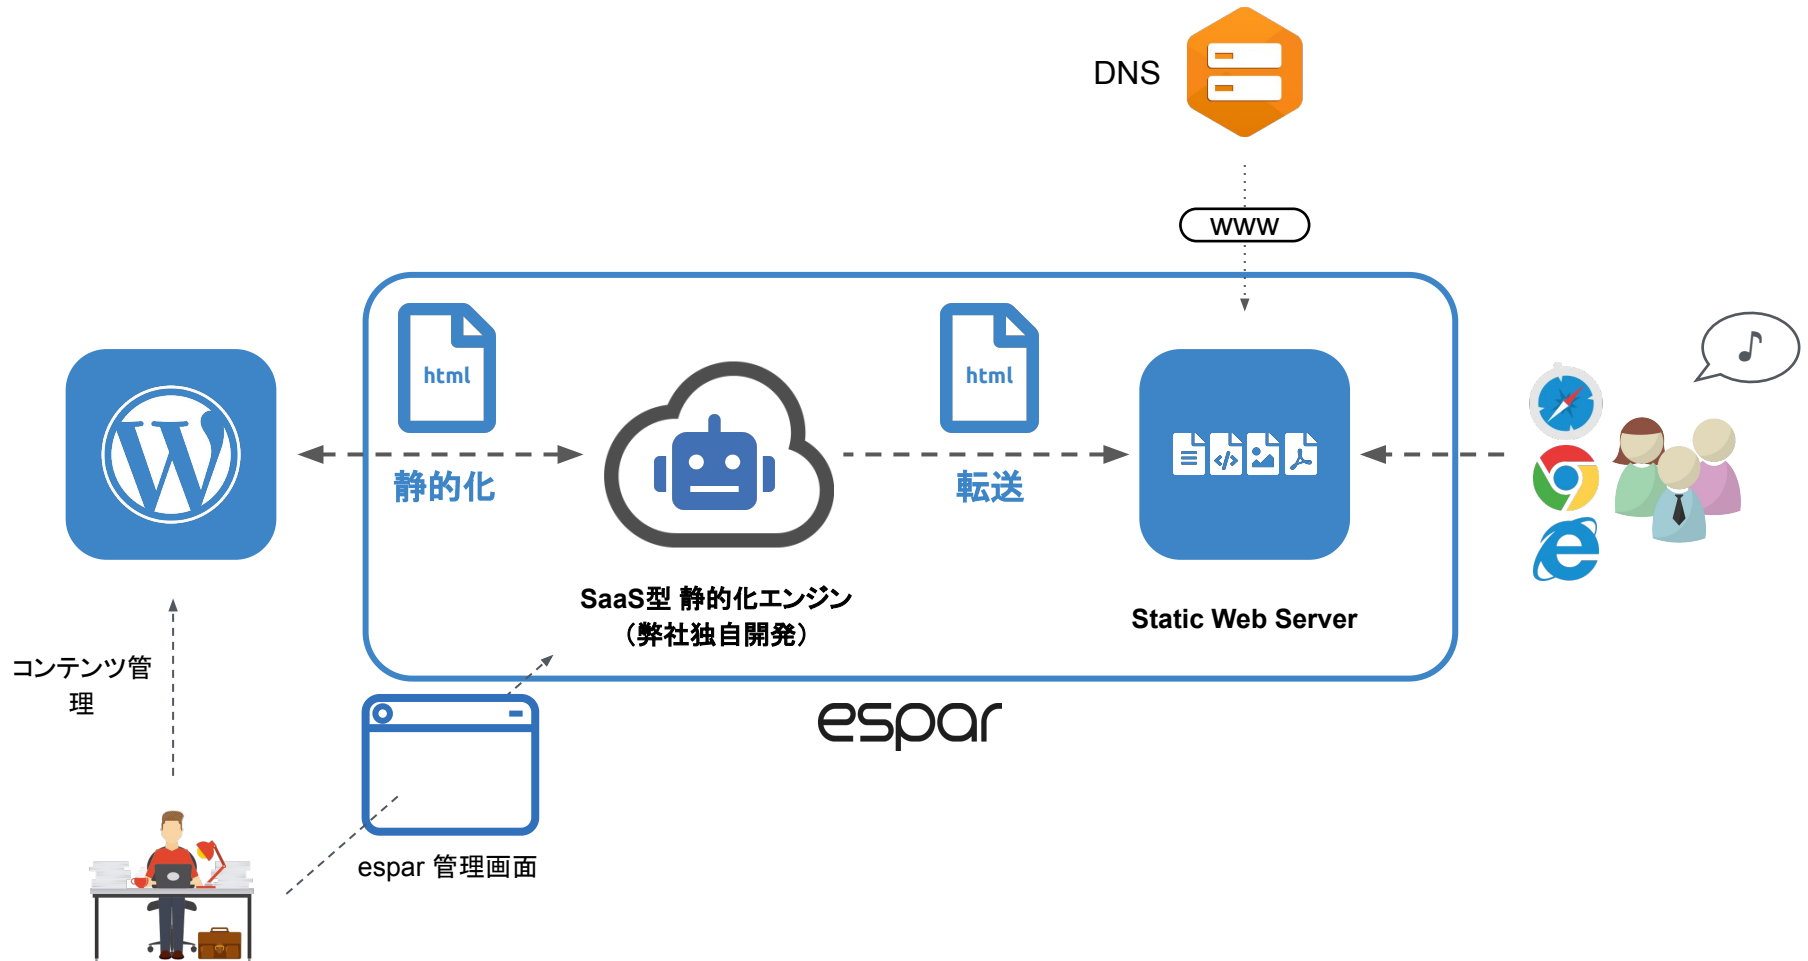 DNS
www
html
html
静的化
転送
SaaS型 静的化エンジン
（弊社独自開発）
Static Web Server
コンテンツ管
理
espar
espar 管理画面